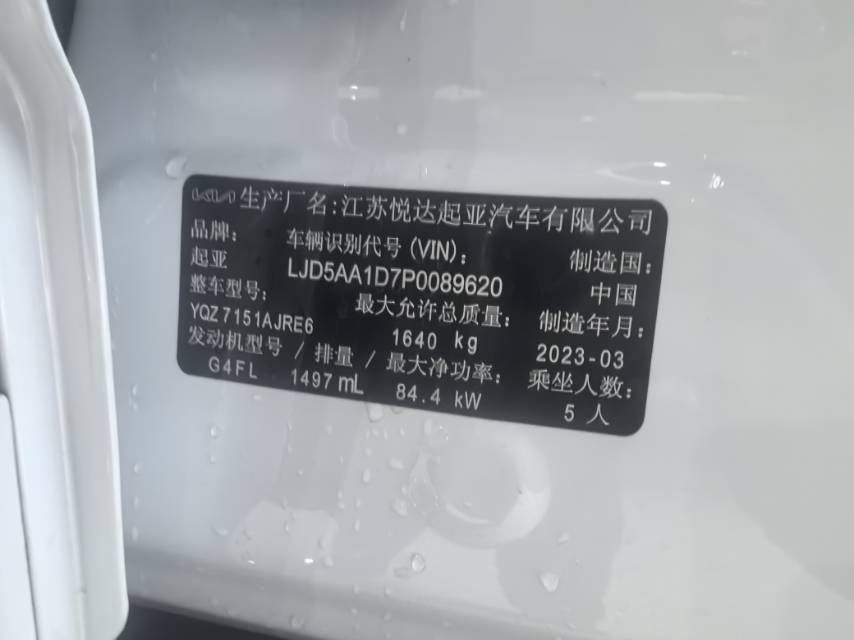 KIA 生产厂名:江苏悦达起亚汽车有限公司
品牌: 车辆识别代号(VIN): 制造国:
起亚 LJD5AA1D7P0089620 中国
整车型号: 最大允许总质量: 制造年月:
YQZ7151AJRE6 1640 kg 2023-03
发动机型号 / 排量 / 最大净功率: 乘坐人数:
G4FL 1497mL 84.4 kW 5 人